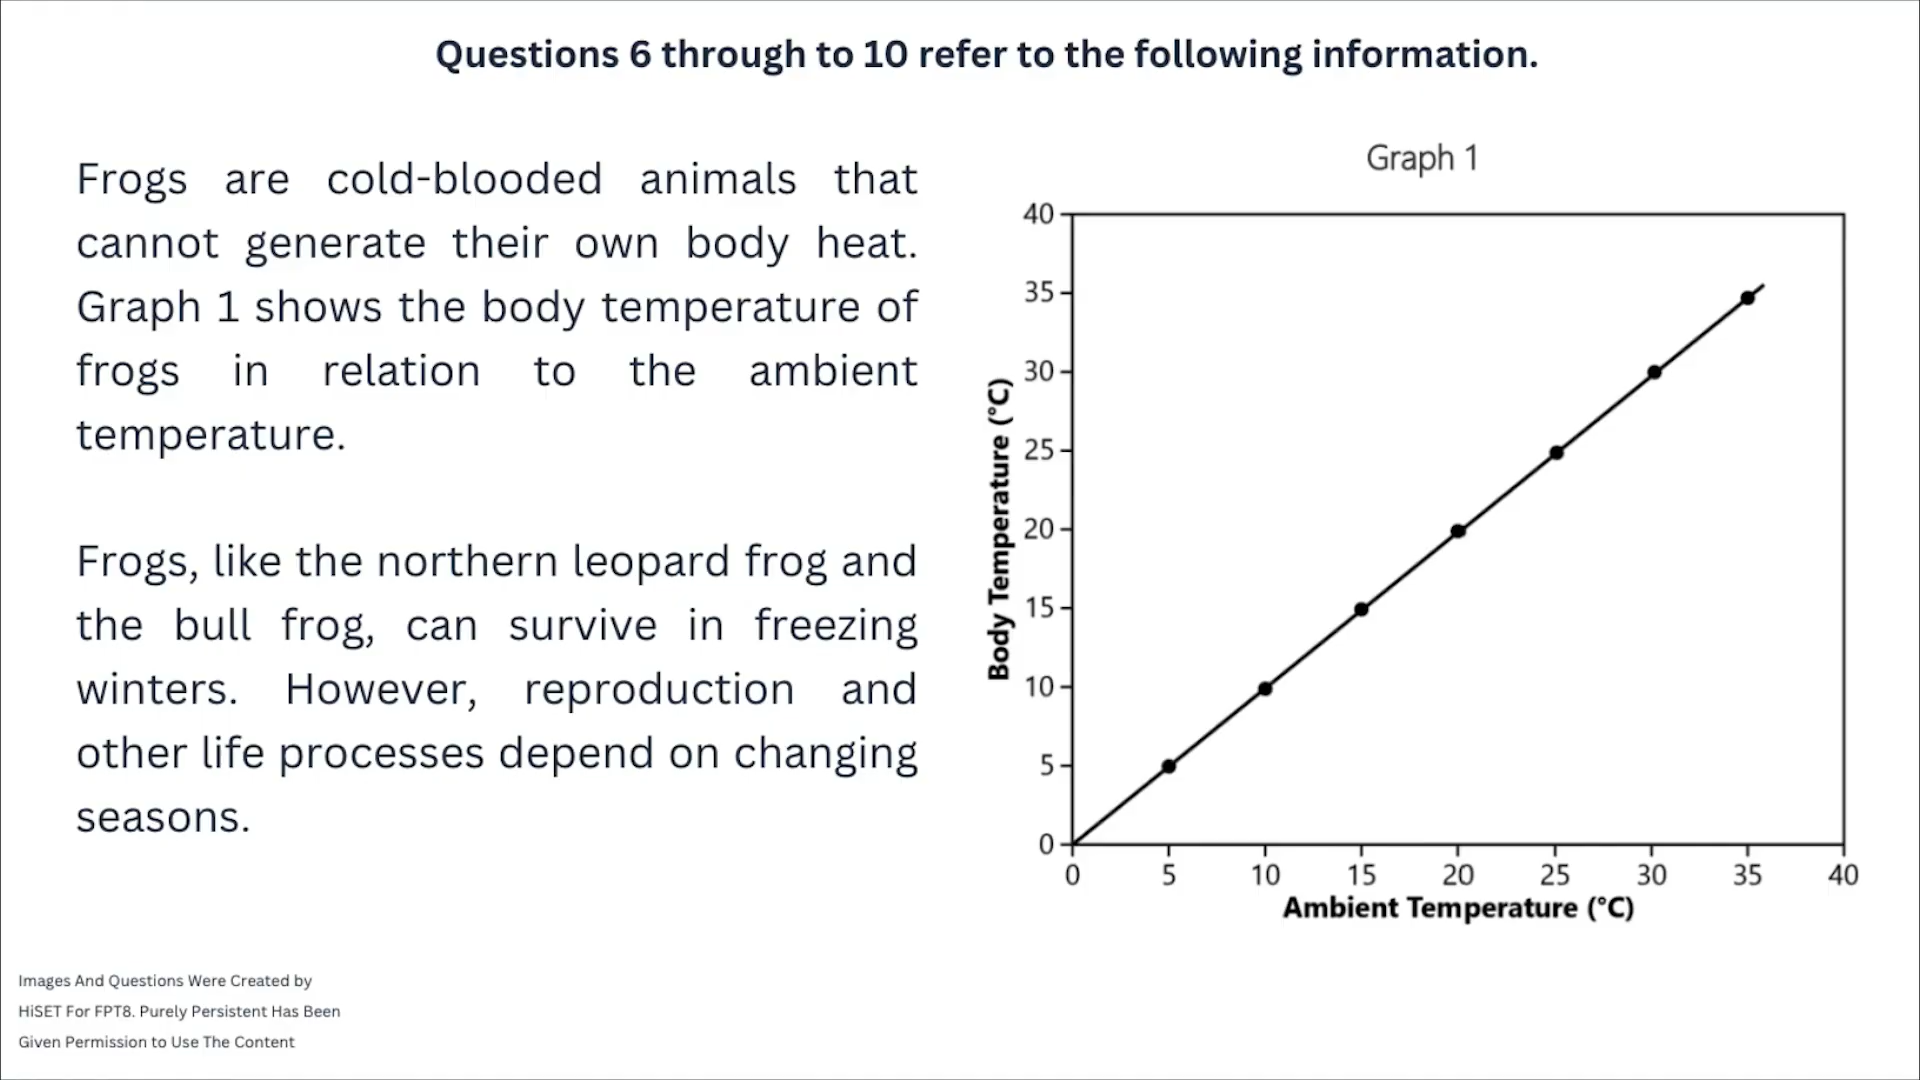 Questions 6 through to 10 refer to the following information.
Frogs are cold-blooded animals that
cannot generate their own body heat.
Graph 1 shows the body temperature of
frogs in relation to the ambient
temperature.
Frogs, like the northern leopard frog and
the bull frog, can survive in freezing
winters. However, reproduction and
other life processes depend on changing
seasons.
Graph 1
Body Temperature (°C)
40
35
30
25
20
15
10
5
0
0 5 10 15 20 25 30 35 40
Ambient Temperature (°C)
Images And Questions Were Created by
HiSET For FPT8. Purely Persistent Has Been
Given Permission to Use The Content